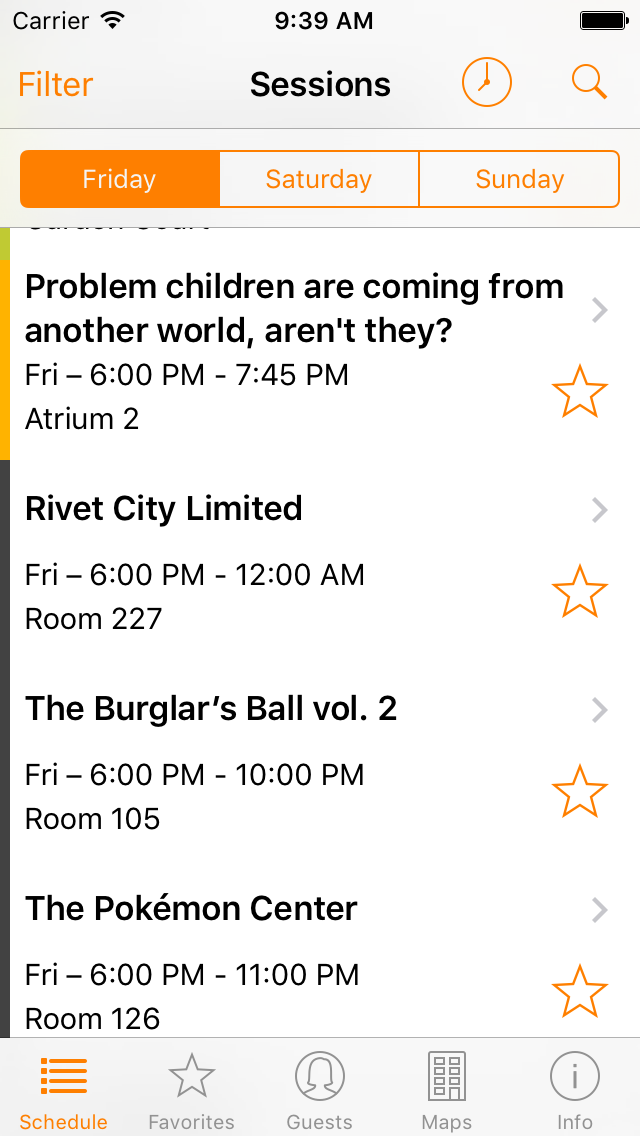 Carrier 9:39 AM
Filter Sessions
Friday Saturday Sunday
Problem children are coming from
another world, aren't they?
Fri – 6:00 PM - 7:45 PM
Atrium 2
Rivet City Limited
Fri – 6:00 PM - 12:00 AM
Room 227
The Burglar’s Ball vol. 2
Fri – 6:00 PM - 10:00 PM
Room 105
The Pokémon Center
Fri – 6:00 PM - 11:00 PM
Room 126
Schedule Favorites Guests Maps Info